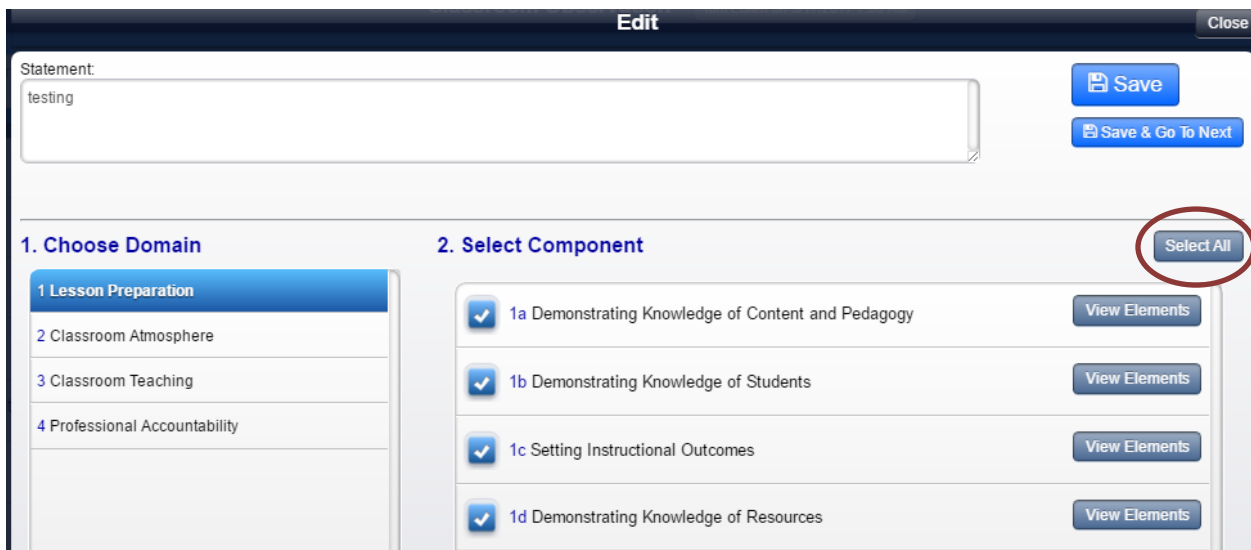 Edit
Close
Statement:
testing
Save
Save & Go To Next
1. Choose Domain
2. Select Component
Select All
1 Lesson Preparation
2 Classroom Atmosphere
3 Classroom Teaching
4 Professional Accountability
1a Demonstrating Knowledge of Content and Pedagogy
View Elements
1b Demonstrating Knowledge of Students
View Elements
1c Setting Instructional Outcomes
View Elements
1d Demonstrating Knowledge of Resources
View Elements